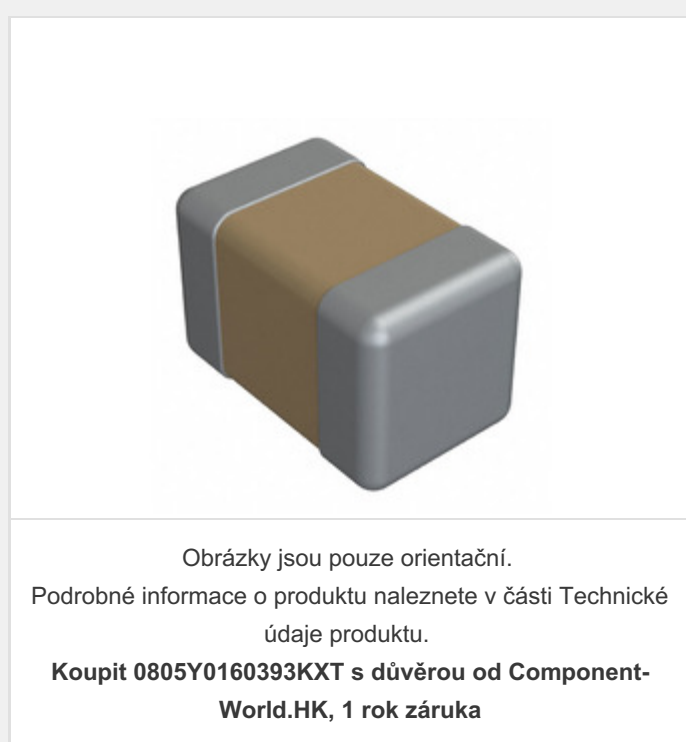 Obrázky jsou pouze orientační.
Podrobné informace o produktu naleznete v části Technické
údaje produktu.
Koupit 0805Y0160393KXT s důvěrou od Component-
World.HK, 1 rok záruka